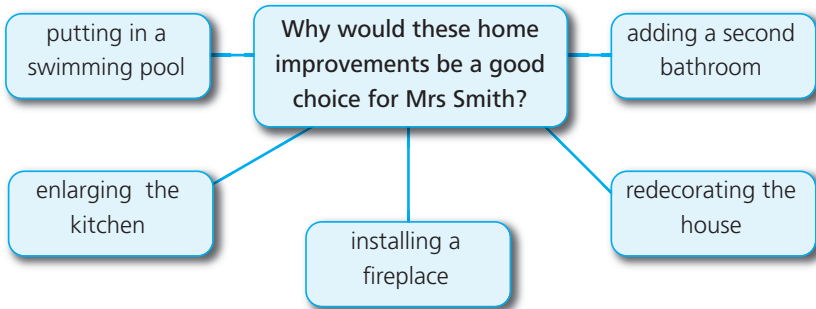 putting in a
swimming pool
Why would these home
improvements be a good
choice for Mrs Smith?
adding a second
bathroom
enlarging the
kitchen
installing a
fireplace
redecorating the
house